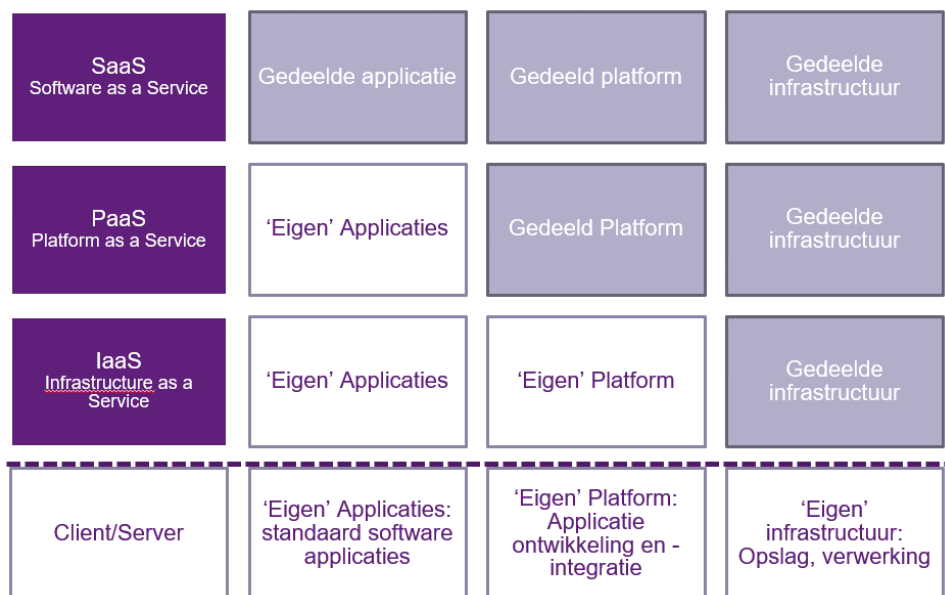 SaaS
Software as a Service
Gedeelde applicatie
Gedeeld platform
Gedeelde
infrastructuur
PaaS
Platform as a Service
‘Eigen’ Applicaties
Gedeeld Platform
Gedeelde
infrastructuur
IaaS
Infrastructure as a
Service
‘Eigen’ Applicaties
‘Eigen’ Platform
Gedeelde
infrastructuur
Client/Server
‘Eigen’ Applicaties:
standaard software
applicaties
‘Eigen’ Platform:
Applicatie
ontwikkeling en -
integratie
‘Eigen’
infrastructuur:
Opslag, verwerking